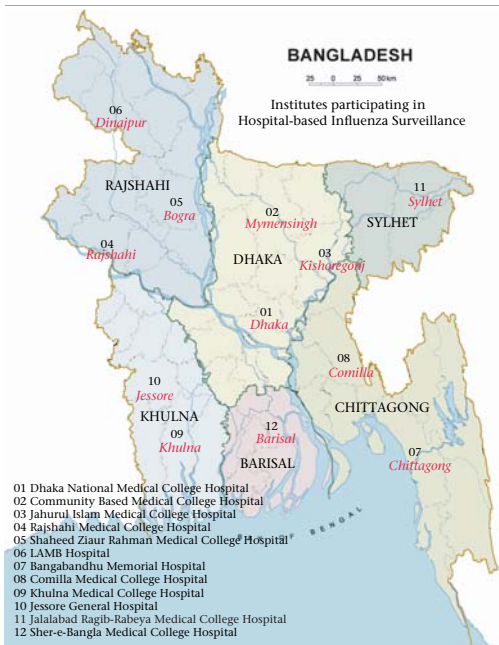 BANGLADESH
25 0 25 50km
Institutes participating in
Hospital-based Influenza Surveillance
06
Dinajpur
RAJSHAHI
05
Bogra
04
Rajshahi
02
Mymensingh
03
Kishoregonj
DHAKA
01
Dhaka
11
Sylhet
SYLHET
08
Comilla
CHITTAGONG
07
Chittagong
10
Jessore
KHULNA
09
Khulna
12
Barisal
BARISAL
BAY OF BENGAL
01 Dhaka National Medical College Hospital
02 Community Based Medical College Hospital
03 Jahurul Islam Medical College Hospital
04 Rajshahi Medical College Hospital
05 Shaheed Ziaur Rahman Medical College Hospital
06 LAMB Hospital
07 Bangabandhu Memorial Hospital
08 Comilla Medical College Hospital
09 Khulna Medical College Hospital
10 Jessore General Hospital
11 Jalalabad Ragib-Rabeya Medical College Hospital
12 Sher-e-Bangla Medical College Hospital